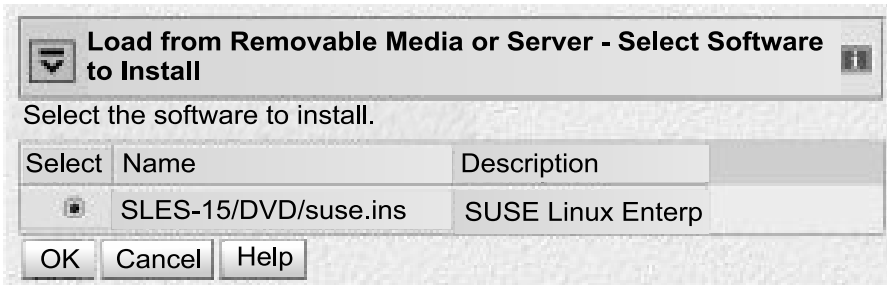 Load from Removable Media or Server - Select Software
to Install
Select the software to install.
Select Name Description
SLES-15/DVD/suse.ins SUSE Linux Enterp
OK Cancel Help